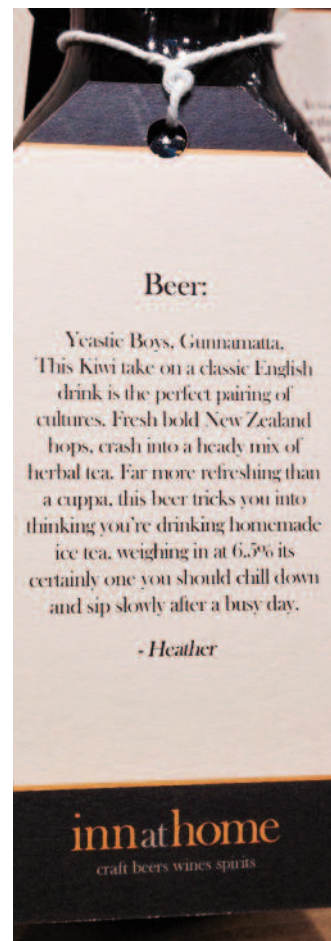 Beer:
Yeastie Boys, Gunnamatta,
This Kiwi take on a classic English
drink is the perfect pairing of
cultures. Fresh bold New Zealand
hops, crash into a heady mix of
herbal tea. Far more refreshing than
a cuppa, this beer tricks you into
thinking you're drinking homemade
ice tea, weighing in at 6.5% its
certainly one you should chill down
and sip slowly after a busy day.
- Heather
innathome
craft beers wines spirits